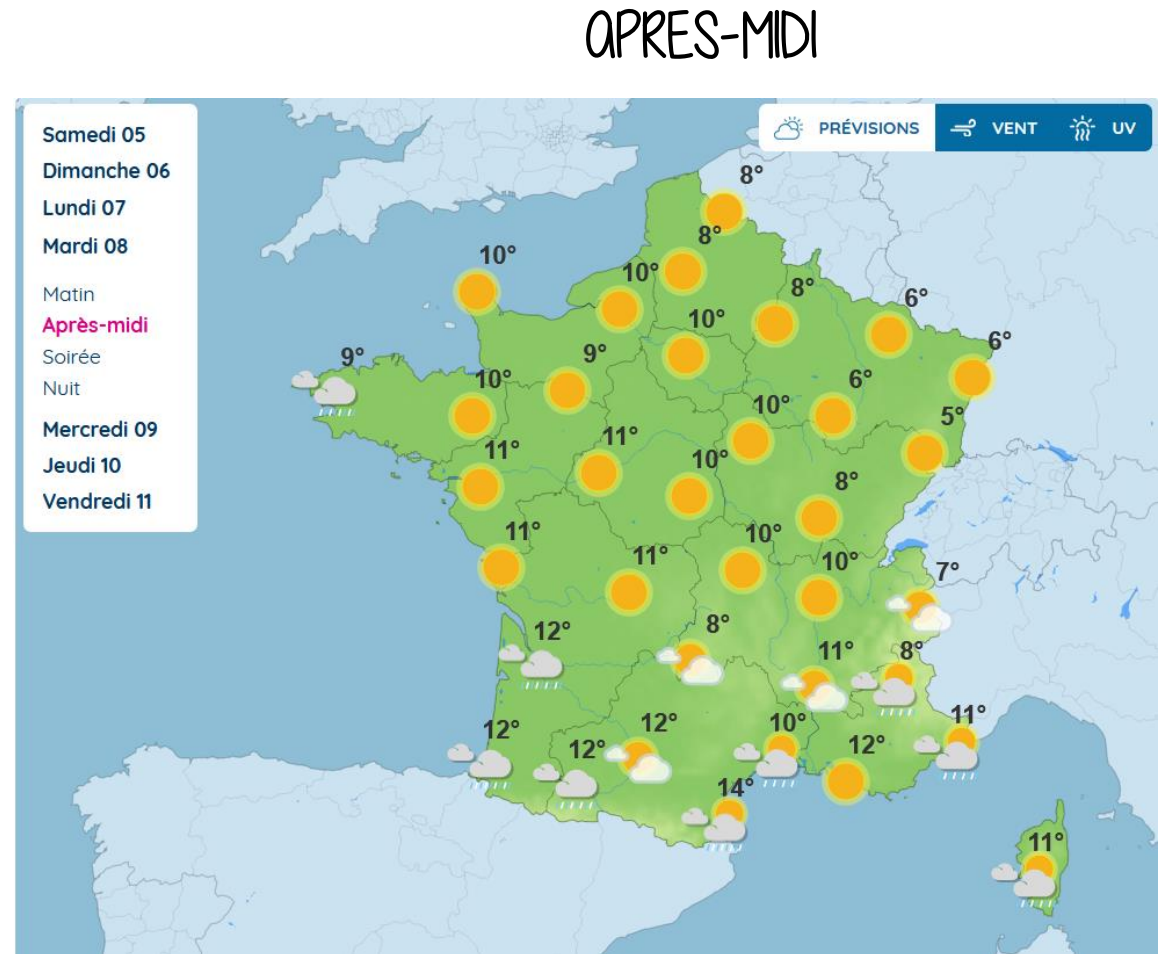 APRES-MIDI
Samedi 05
Dimanche 06
Lundi 07
Mardi 08
Matin
Après-midi
Soirée
Nuit
Mercredi 09
Jeudi 10
Vendredi 11
PRÉVISIONS
VENT
UV
8°
8°
10°
10°
8°
6°
10°
6°
9°
9°
10°
6°
10°
5°
11°
11°
10°
8°
11°
10°
11°
10°
7°
8°
12°
11°
8°
11°
12°
12°
10°
12°
12°
14°
11°